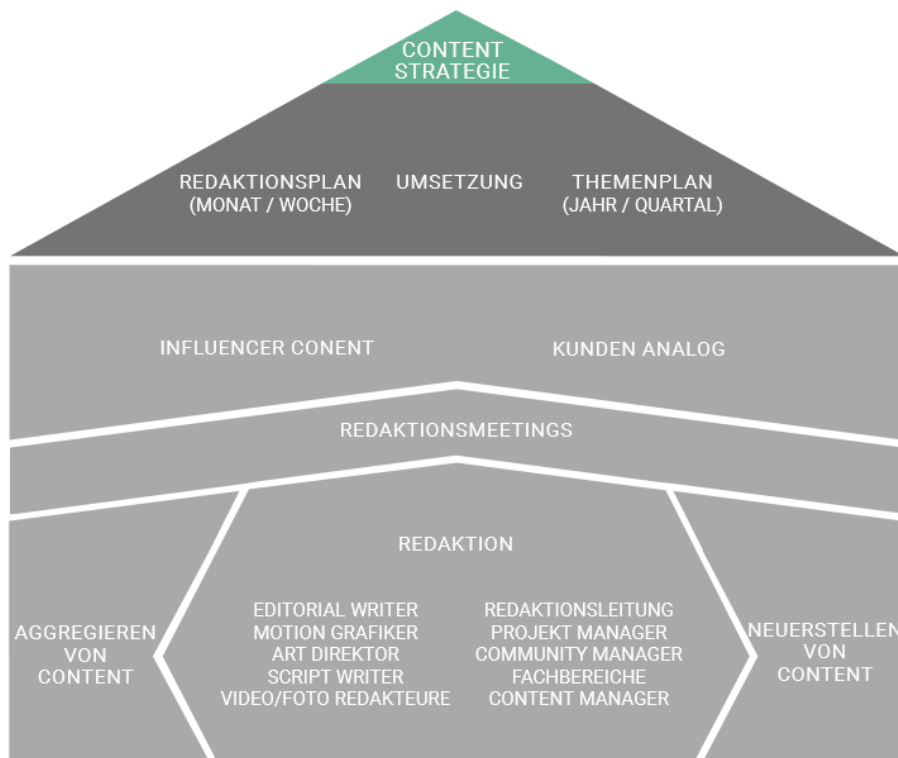 CONTENT
STRATEGIE
REDAKTIONSPLAN
(MONAT / WOCHE)
UMSETZUNG
THEMENPLAN
(JAHR / QUARTAL)
INFLUENCER CONENT
KUNDEN ANALOG
REDAKTIONSMEETINGS
AGGREGIEREN
VON
CONTENT
REDAKTION
EDITORIAL WRITER
MOTION GRAFIKER
ART DIREKTOR
SCRIPT WRITER
VIDEO/FOTO REDAKTEURE
REDAKTIONSLEITUNG
PROJEKT MANAGER
COMMUNITY MANAGER
FACHBEREICHE
CONTENT MANAGER
NEUERSTELLEN
VON
CONTENT